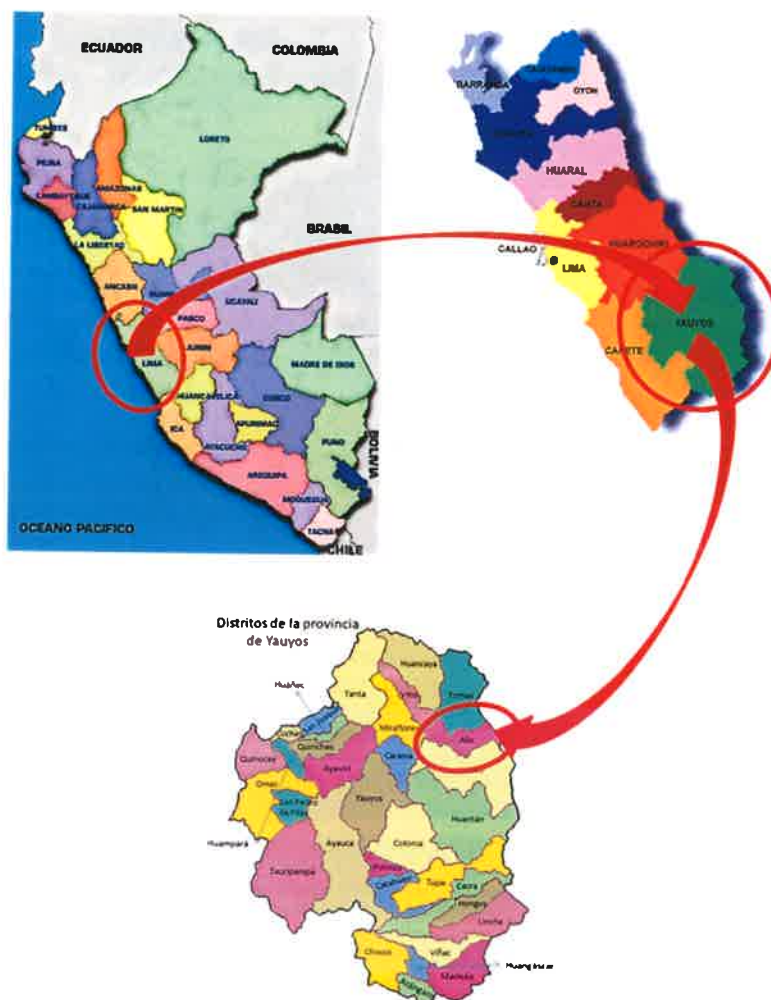 ECUADOR
COLOMBIA
TUMBES
LORETO
PIURA
AMAZONAS
LAMBAYEQUE
CAJAMARCA
SAN MARTIN
BRASIL
LA LIBERTAD
ANCASH
UCAYALI
PASCO
LIMA
JUNIN
MADRE DE DIOS
HUANCAVELICA
CUSCO
ICA
APURIMAC
AYACUCHO
PUNO
BOLIVIA
AREQUIPA
MOQUEGUA
OCEANO PACIFICO
TACNA
CHILE
BARRANCA
OYON
HUARAL
CANTA
CALLAO
HUAROCHIRI
LIMA
YAUYOS
CAÑETE
Distritos de la provincia
de Yauyos
Huancaya
Huañec
Tanta
Vitis
Tomas
Miraflores
Alis
Quinches
Quinocay
Ayaviri
Carania
Omas
Yauyos
San Pedro
de Pilas
Huantán
Huampará
Ayauca
Colonia
Tauripampa
Tupe
Cacra
Hongos
Lincha
Viñac
Chocos
Madean